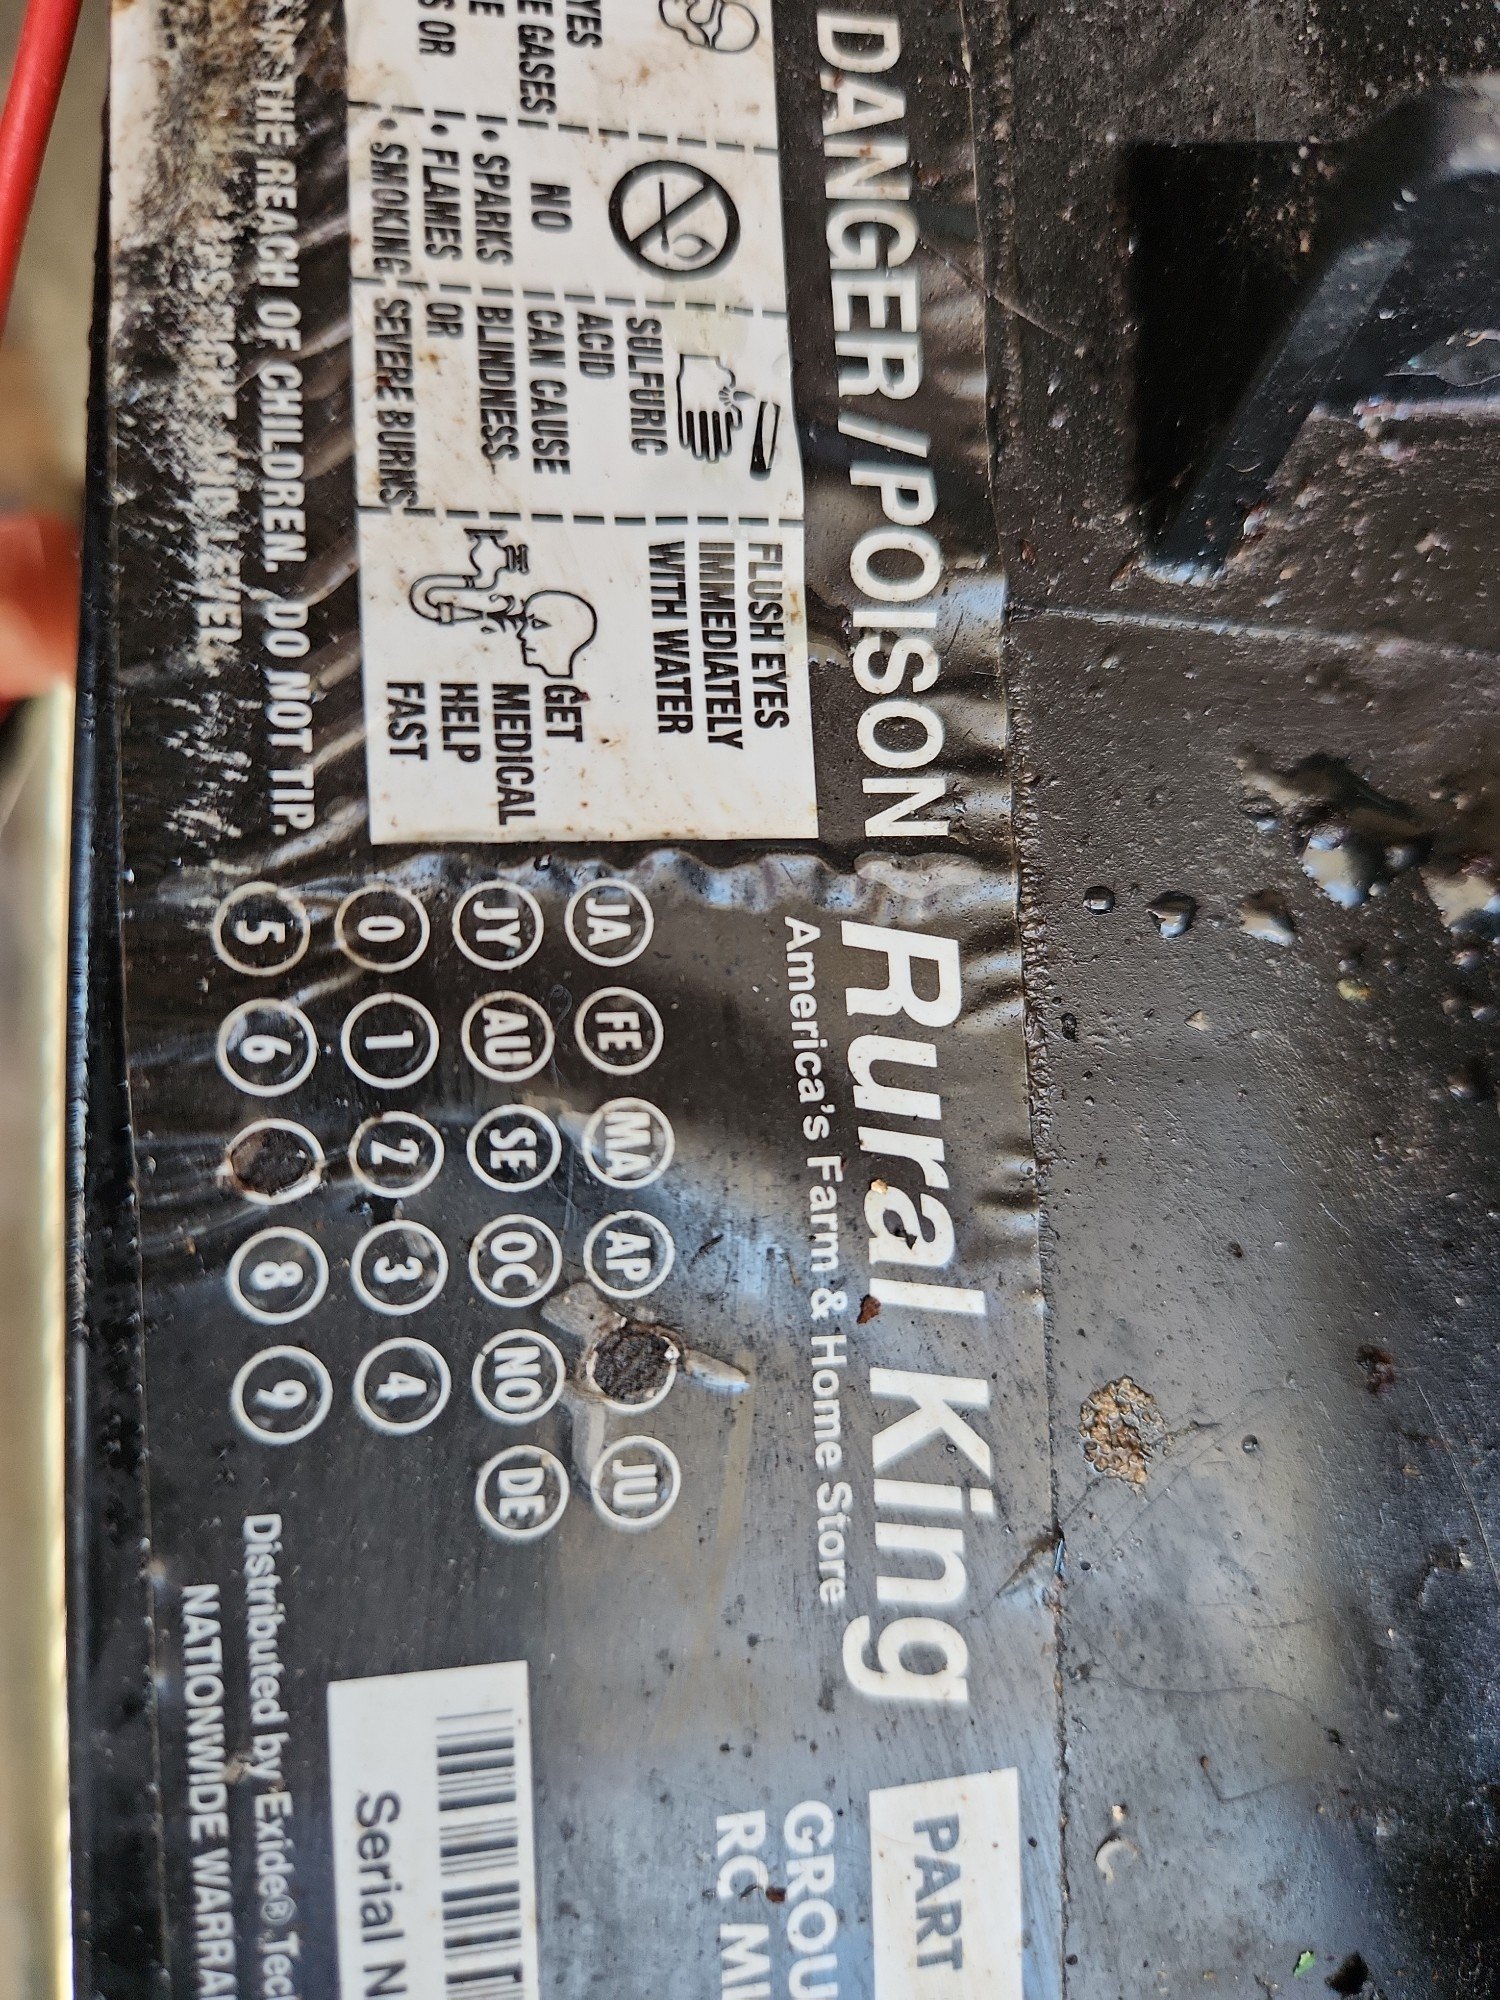 DANGER / POISON
YES
E GASES
E
S OR
NO
• SPARKS
• FLAMES
• SMOKING
SULFURIC
ACID
CAN CAUSE
BLINDNESS
OR
SEVERE BURNS
FLUSH EYES
IMMEDIATELY
WITH WATER
GET
MEDICAL
HELP
FAST
THE REACH OF CHILDREN. DO NOT TIP.
Rural King
America's Farm & Home Store
JA FE MA AP JU
JY AU SE OC NO DE
0 1 2 3 4
5 6 8 9
PART
GROU
RC MI
Serial N
Distributed by Exide® Tec
NATIONWIDE WARRA